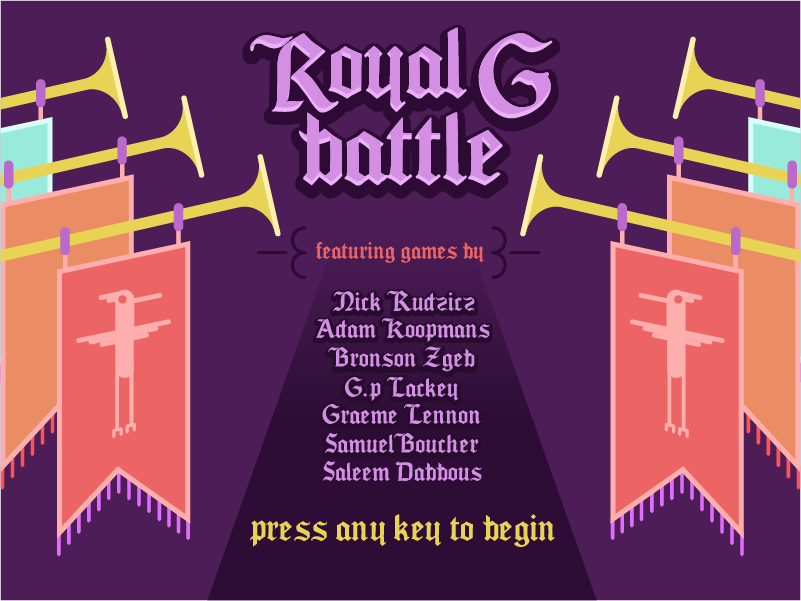 Royal G
battle
featuring games by
Nick Rudzicz
Adam Koopmans
Bronson Zgeb
G.p Lackey
Graeme Lennon
Samuel Boucher
Saleem Dabbous
press any key to begin